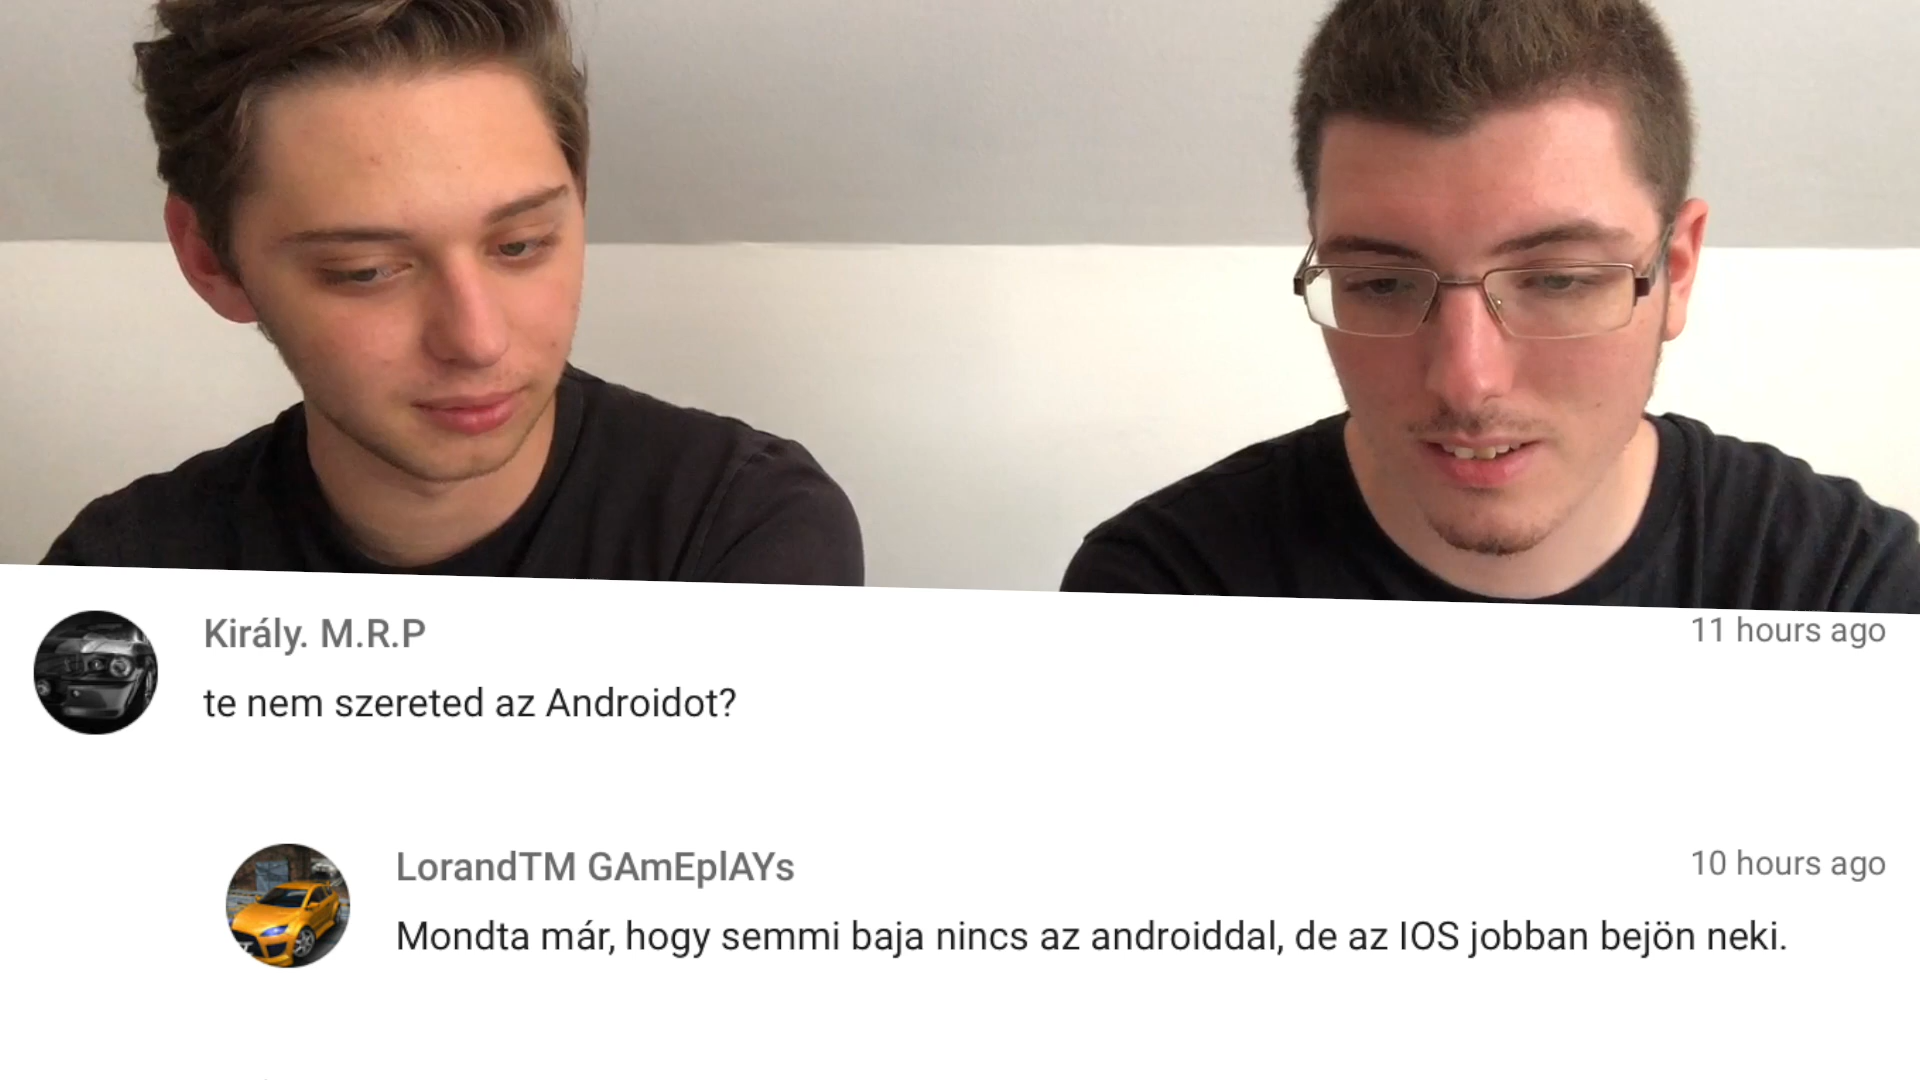 Király. M.R.P
11 hours ago
te nem szereted az Androidot?
LorandTM GAmEplAYs
10 hours ago
Mondta már, hogy semmi baja nincs az androiddal, de az IOS jobban bejön neki.